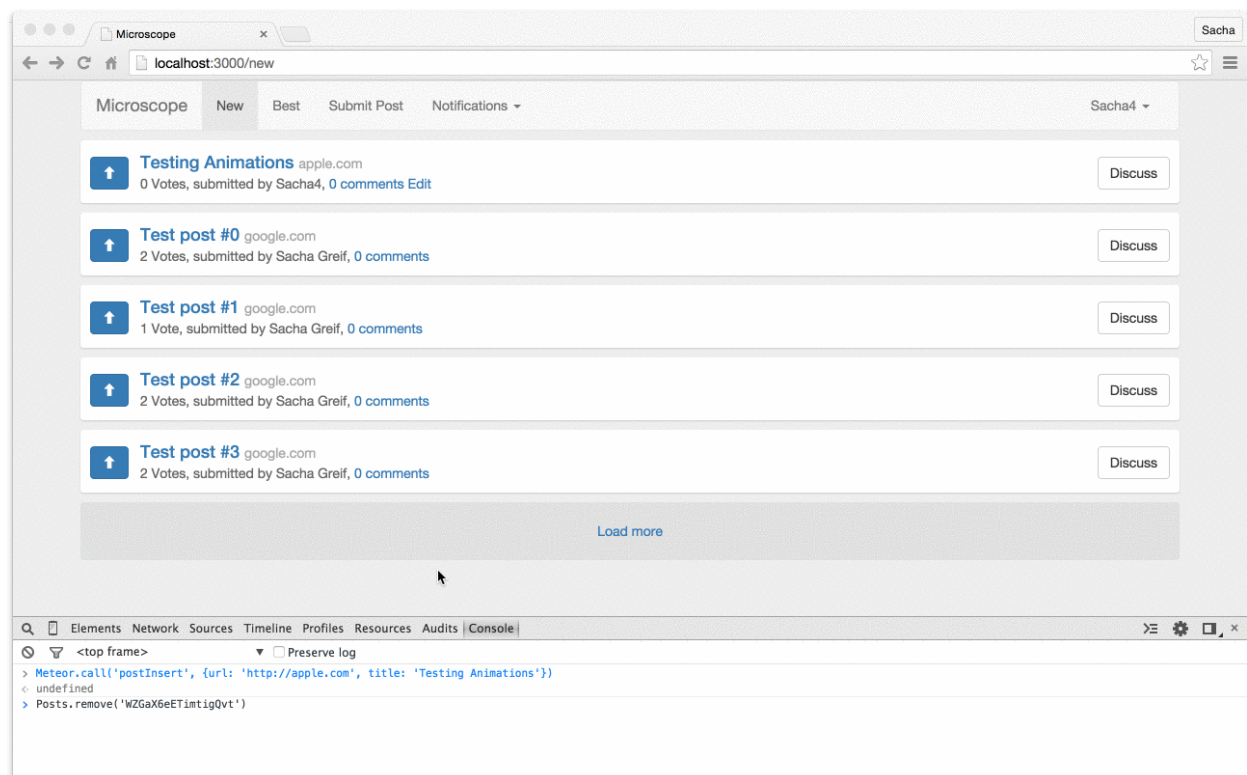 Microscope × Sacha
localhost:3000/new
Microscope New Best Submit Post Notifications Sacha4
Testing Animations apple.com
0 Votes, submitted by Sacha4, 0 comments Edit
Discuss
Test post #0 google.com
2 Votes, submitted by Sacha Greif, 0 comments
Discuss
Test post #1 google.com
1 Vote, submitted by Sacha Greif, 0 comments
Discuss
Test post #2 google.com
2 Votes, submitted by Sacha Greif, 0 comments
Discuss
Test post #3 google.com
2 Votes, submitted by Sacha Greif, 0 comments
Discuss
Load more
Elements Network Sources Timeline Profiles Resources Audits Console
<top frame> Preserve log
> Meteor.call('postInsert', {url: 'http://apple.com', title: 'Testing Animations'})
undefined
> Posts.remove('WZGaX6eETimtigQvt')